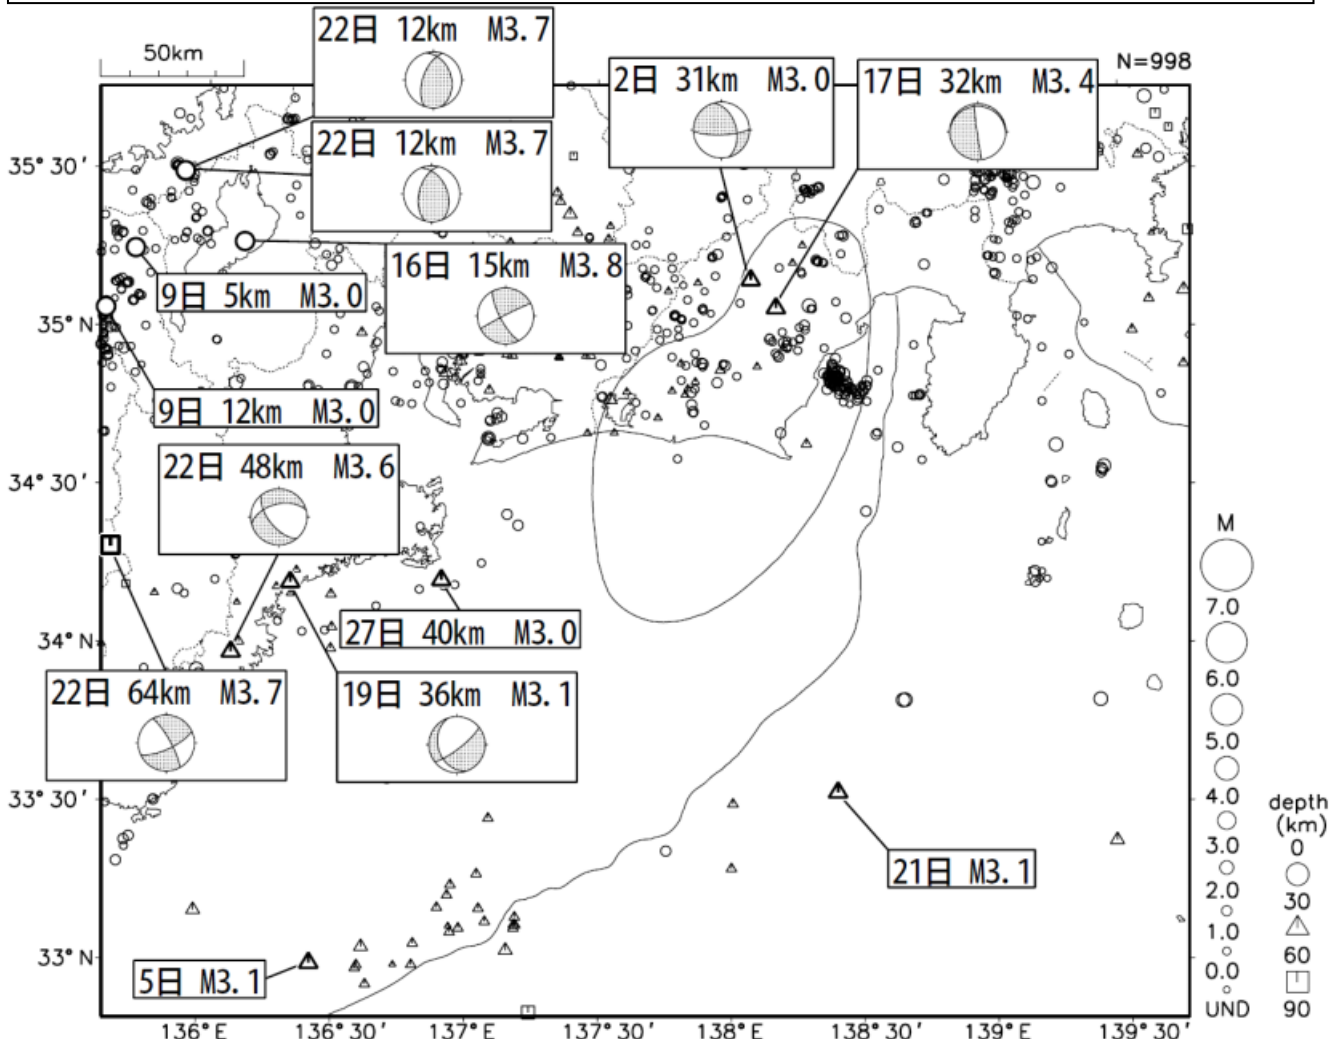 22日 12km M3.7
50km
N=998
2日 31km M3.0
17日 32km M3.4
22日 12km M3.7
35°30′
16日 15km M3.8
9日 5km M3.0
35°N
9日 12km M3.0
22日 48km M3.6
34°30′
27日 40km M3.0
34°N
22日 64km M3.7
19日 36km M3.1
33°30′
21日 M3.1
33°N
5日 M3.1
136°E
136°30′
137°E
137°30′
138°E
138°30′
139°E
139°30′
M
7.0
6.0
5.0
4.0
3.0
2.0
1.0
0.0
UND
depth
(km)
0
30
60
90